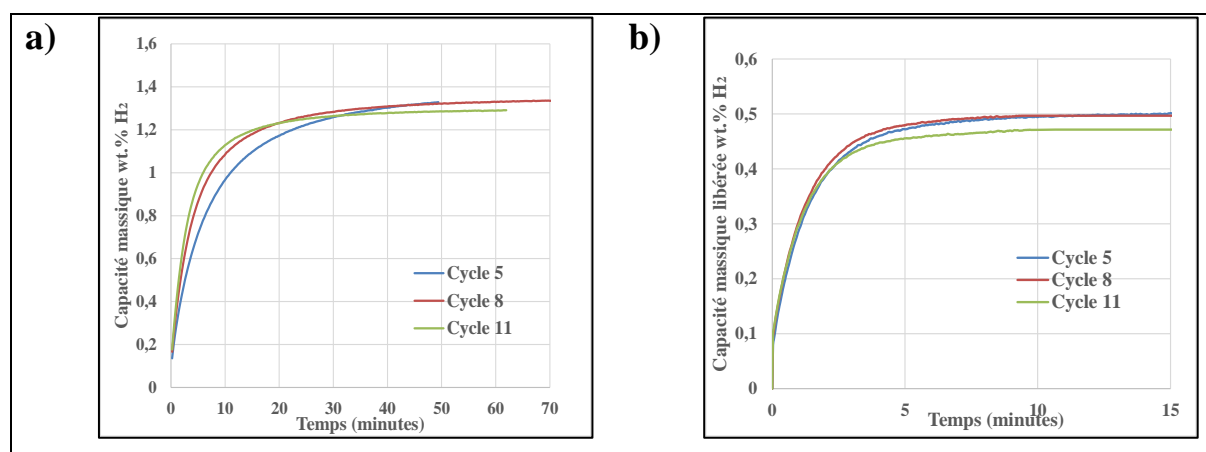 a)
Capacité massique wt.% H₂
1,6
1,4
1,2
1
0,8
0,6
0,4
0,2
0
0 10 20 30 40 50 60 70
Temps (minutes)
Cycle 5
Cycle 8
Cycle 11
b)
Capacité massique libérée wt.% H₂
0,6
0,5
0,4
0,3
0,2
0,1
0
0 5 10 15
Temps (minutes)
Cycle 5
Cycle 8
Cycle 11